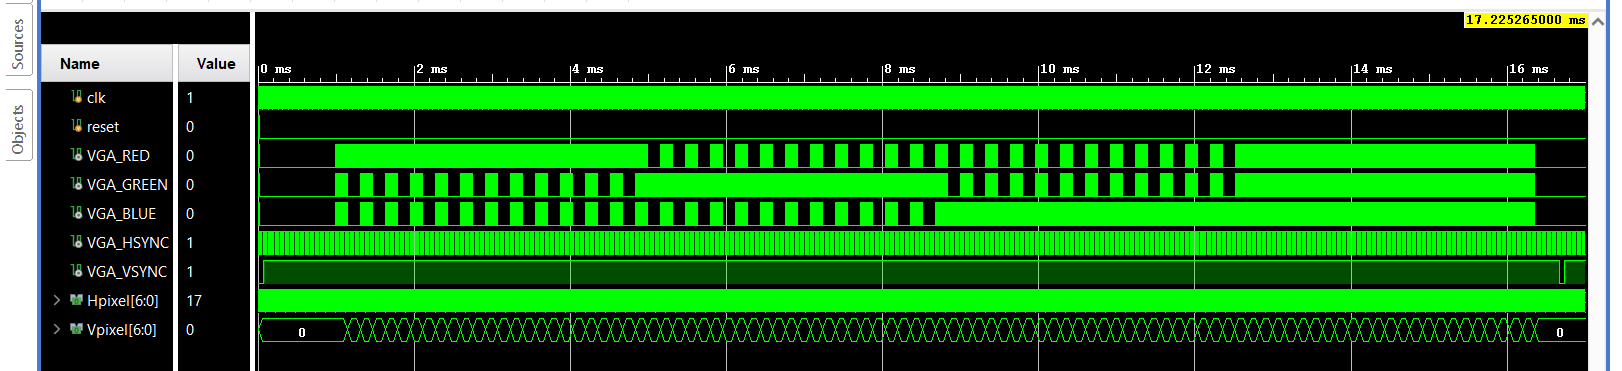 17.225265000 ms
Sources
Objects
Name Value
0 ms 2 ms 4 ms 6 ms 8 ms 10 ms 12 ms 14 ms 16 ms
clk 1
reset 0
VGA_RED 0
VGA_GREEN 0
VGA_BLUE 0
VGA_HSYNC 1
VGA_VSYNC 1
Hpixel[6:0] 17
Vpixel[6:0] 0 0 0